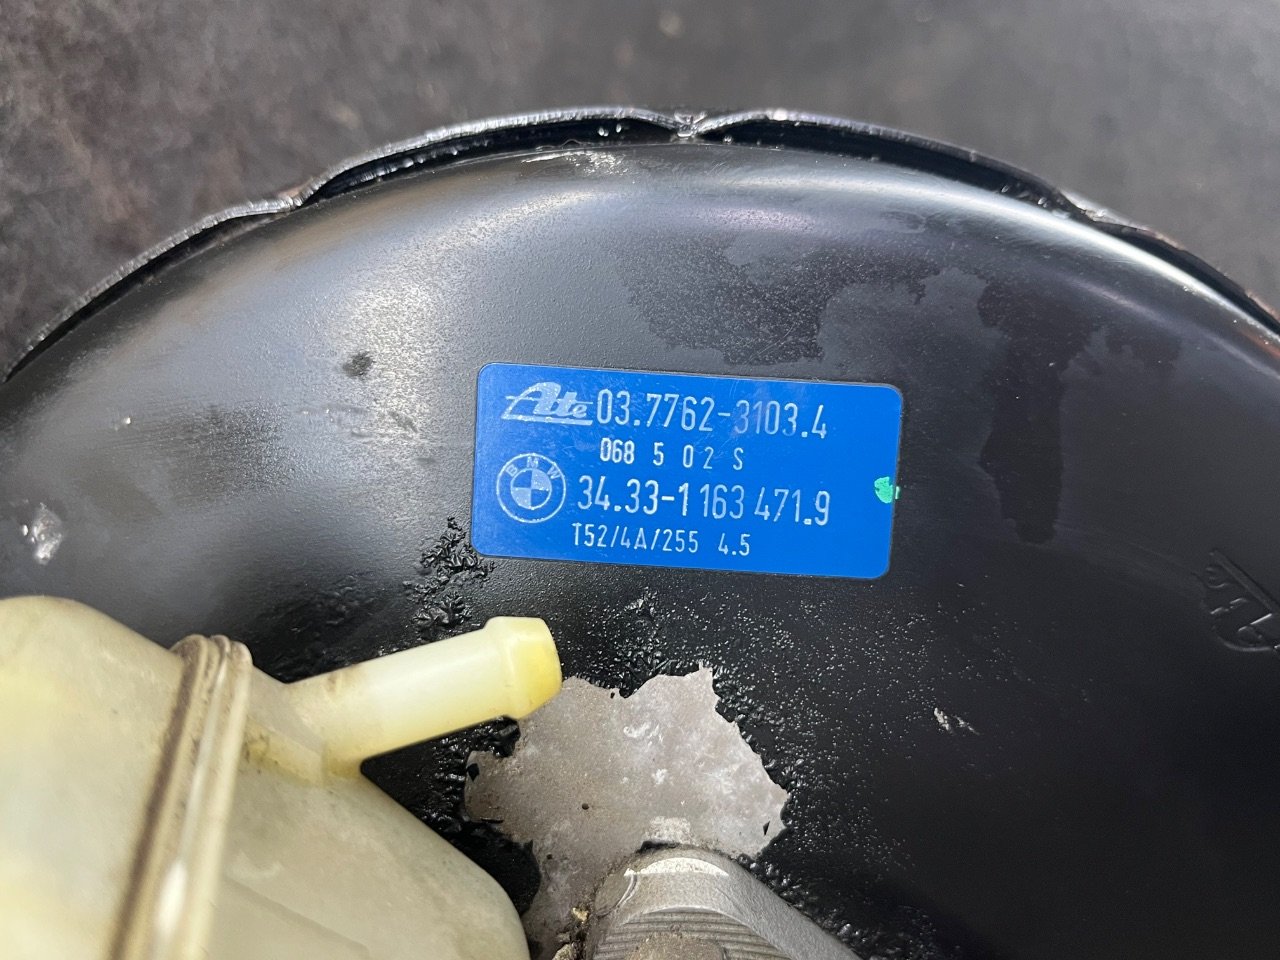 Ate 03.7762-3103.4
068 5 02 S
BMW 34.33-1 163 471.9
T52/4A/255 4.5
Ate